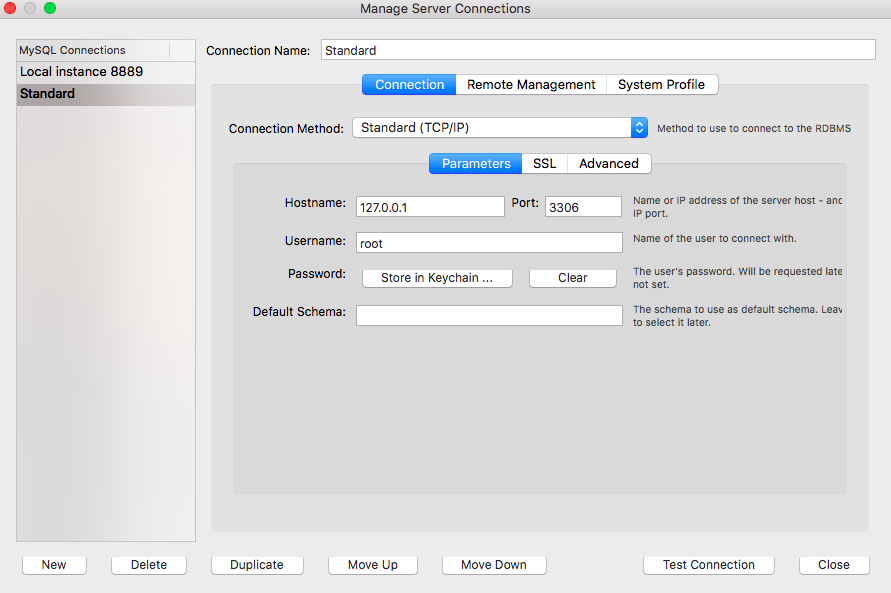 Manage Server Connections
MySQL Connections
Local instance 8889
Standard
Connection Name: Standard
Connection Remote Management System Profile
Connection Method: Standard (TCP/IP) Method to use to connect to the RDBMS
Parameters SSL Advanced
Hostname: 127.0.0.1 Port: 3306 Name or IP address of the server host - and
IP port.
Username: root Name of the user to connect with.
Password: Store in Keychain ... Clear The user's password. Will be requested late
not set.
Default Schema: The schema to use as default schema. Leav
to select it later.
New Delete Duplicate Move Up Move Down Test Connection Close